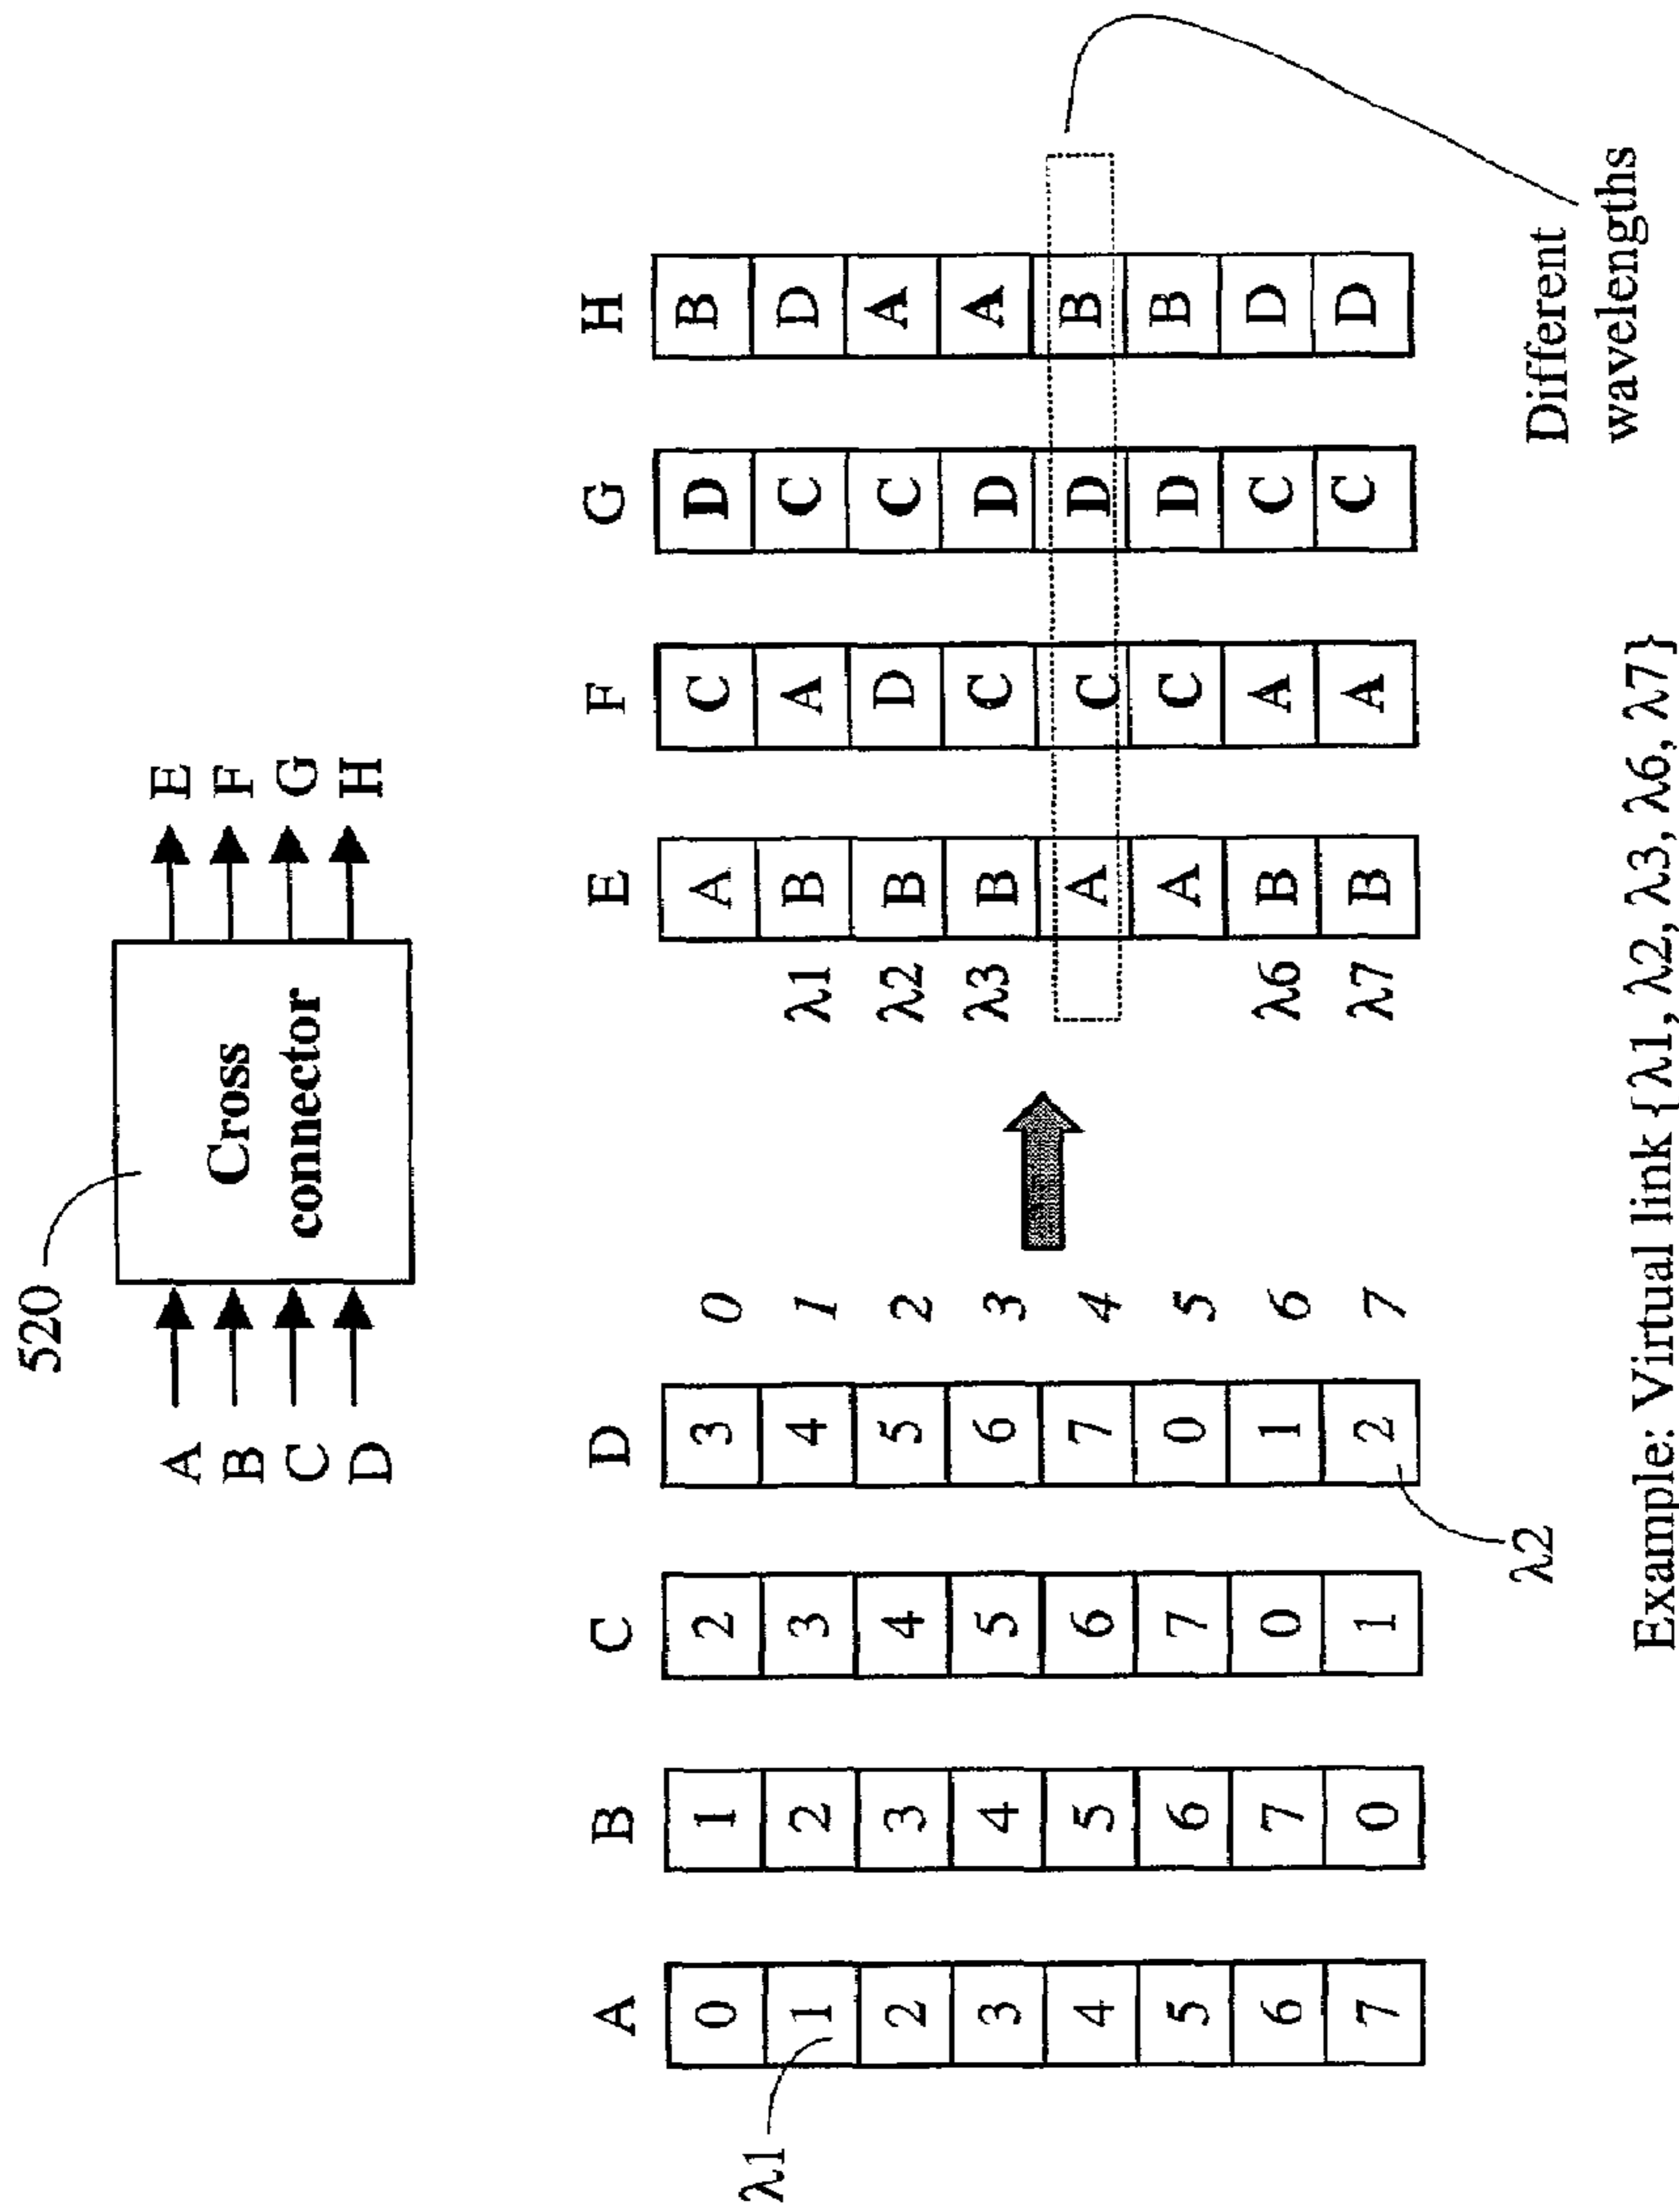 520
A E
B Cross F
C connector G
D H
A B C D E F G H
0 1 2 3 0 A C D B
λ1 1 2 3 4 1 λ1 B A C D
2 3 4 5 2 λ2 B D C A
3 4 5 6 3 λ3 B C D A
4 5 6 7 4 A C D B
5 6 7 0 5 A C D B
6 7 0 1 6 λ6 B A C D
7 0 1 2 7 λ7 B A C D
λ2
Different
wavelengths
Example: Virtual link {λ1, λ2, λ3, λ6, λ7}